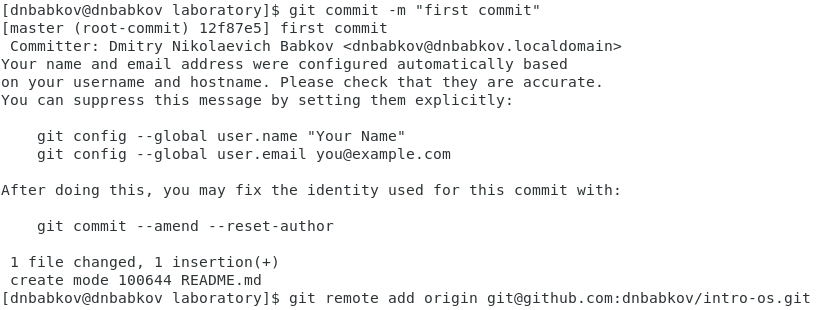 [dnbabkov@dnbabkov laboratory]$ git commit -m "first commit"
[master (root-commit) 12f87e5] first commit
 Committer: Dmitry Nikolaevich Babkov <dnbabkov@dnbabkov.localdomain>
Your name and email address were configured automatically based
on your username and hostname. Please check that they are accurate.
You can suppress this message by setting them explicitly:

    git config --global user.name "Your Name"
    git config --global user.email you@example.com

After doing this, you may fix the identity used for this commit with:

    git commit --amend --reset-author

 1 file changed, 1 insertion(+)
 create mode 100644 README.md
[dnbabkov@dnbabkov laboratory]$ git remote add origin git@github.com:dnbabkov/intro-os.git